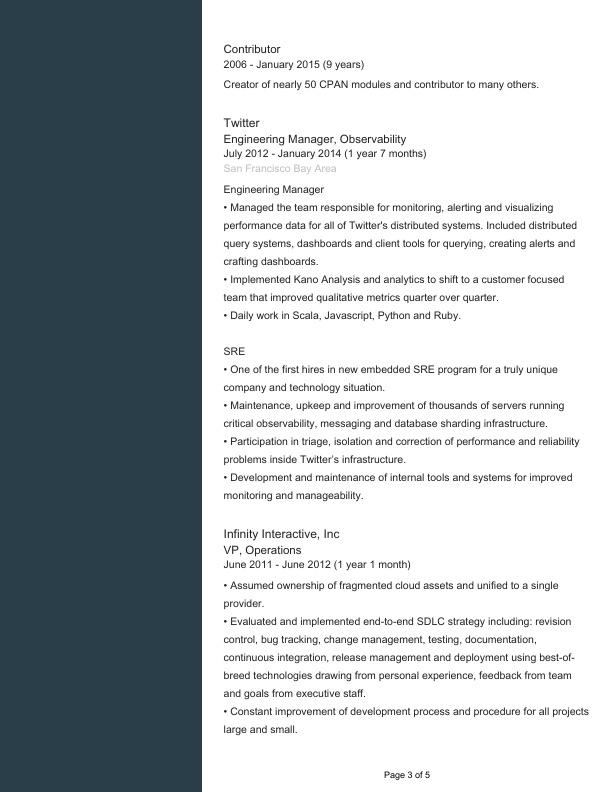 Contributor
2006 - January 2015 (9 years)
Creator of nearly 50 CPAN modules and contributor to many others.
Twitter
Engineering Manager, Observability
July 2012 - January 2014 (1 year 7 months)
San Francisco Bay Area
Engineering Manager
• Managed the team responsible for monitoring, alerting and visualizing
performance data for all of Twitter's distributed systems. Included distributed
query systems, dashboards and client tools for querying, creating alerts and
crafting dashboards.
• Implemented Kano Analysis and analytics to shift to a customer focused
team that improved qualitative metrics quarter over quarter.
• Daily work in Scala, Javascript, Python and Ruby.
SRE
• One of the first hires in new embedded SRE program for a truly unique
company and technology situation.
• Maintenance, upkeep and improvement of thousands of servers running
critical observability, messaging and database sharding infrastructure.
• Participation in triage, isolation and correction of performance and reliability
problems inside Twitter’s infrastructure.
• Development and maintenance of internal tools and systems for improved
monitoring and manageability.
Infinity Interactive, Inc
VP, Operations
June 2011 - June 2012 (1 year 1 month)
• Assumed ownership of fragmented cloud assets and unified to a single
provider.
• Evaluated and implemented end-to-end SDLC strategy including: revision
control, bug tracking, change management, testing, documentation,
continuous integration, release management and deployment using best-of-
breed technologies drawing from personal experience, feedback from team
and goals from executive staff.
• Constant improvement of development process and procedure for all projects
large and small.
Page 3 of 5